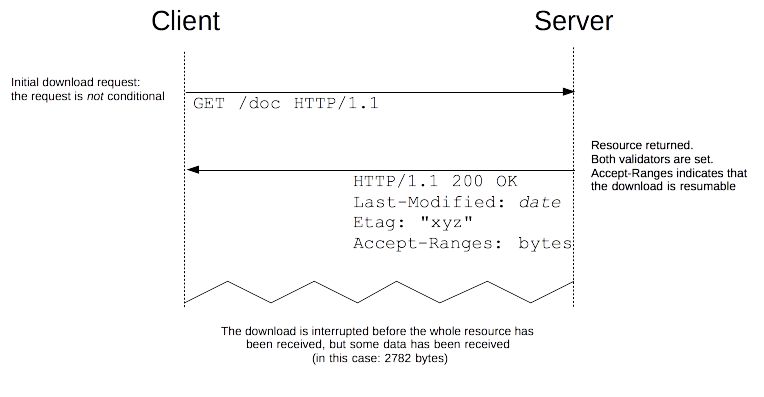 Client
Server
Initial download request:
the request is not conditional
GET /doc HTTP/1.1
Resource returned.
Both validators are set.
Accept-Ranges indicates that
the download is resumable
HTTP/1.1 200 OK
Last-Modified: date
Etag: "xyz"
Accept-Ranges: bytes
The download is interrupted before the whole resource has
been received, but some data has been received
(in this case: 2782 bytes)